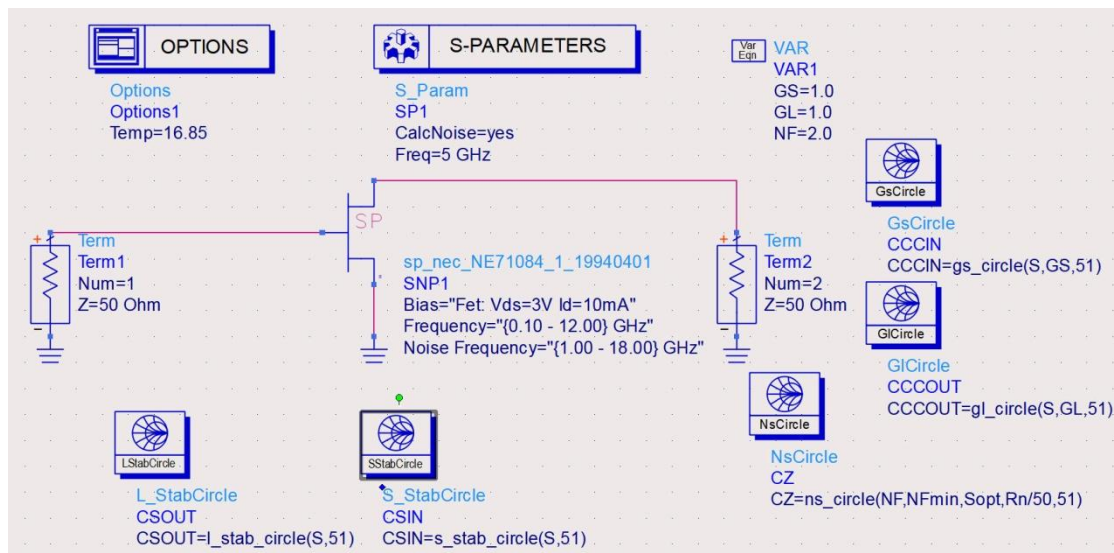 OPTIONS
Options
Options1
Temp=16.85
S-PARAMETERS
S_Param
SP1
CalcNoise=yes
Freq=5 GHz
Var
Eqn
VAR
VAR1
GS=1.0
GL=1.0
NF=2.0
GsCircle
GsCircle
CCCIN
CCCIN=gs_circle(S,GS,51)
SP
+
Term
Term1
Num=1
Z=50 Ohm
-
sp_nec_NE71084_1_19940401
SNP1
Bias="Fet: Vds=3V Id=10mA"
Frequency="{0.10 - 12.00} GHz"
Noise Frequency="{1.00 - 18.00} GHz"
+
Term
Term2
Num=2
Z=50 Ohm
-
GlCircle
GlCircle
CCCOUT
CCCOUT=gl_circle(S,GL,51)
NsCircle
NsCircle
CZ
CZ=ns_circle(NF,NFmin,Sopt,Rn/50,51)
LStabCircle
L_StabCircle
CSOUT
CSOUT=l_stab_circle(S,51)
SStabCircle
S_StabCircle
CSIN
CSIN=s_stab_circle(S,51)